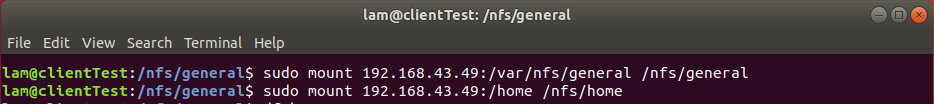 lam@clientTest: /nfs/general
File Edit View Search Terminal Help
lam@clientTest:/nfs/general$ sudo mount 192.168.43.49:/var/nfs/general /nfs/general
lam@clientTest:/nfs/general$ sudo mount 192.168.43.49:/home /nfs/home